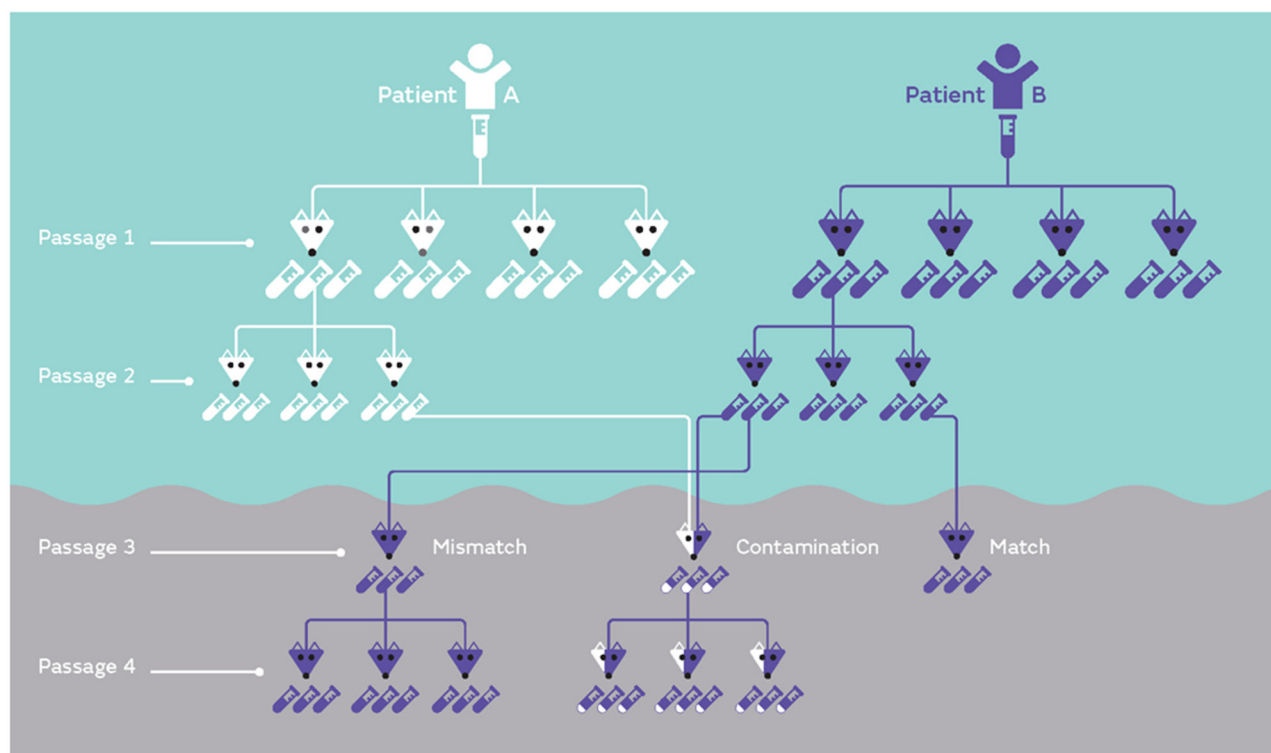 Patient A
Patient B
Passage 1
Passage 2
Passage 3
Mismatch
Contamination
Match
Passage 4